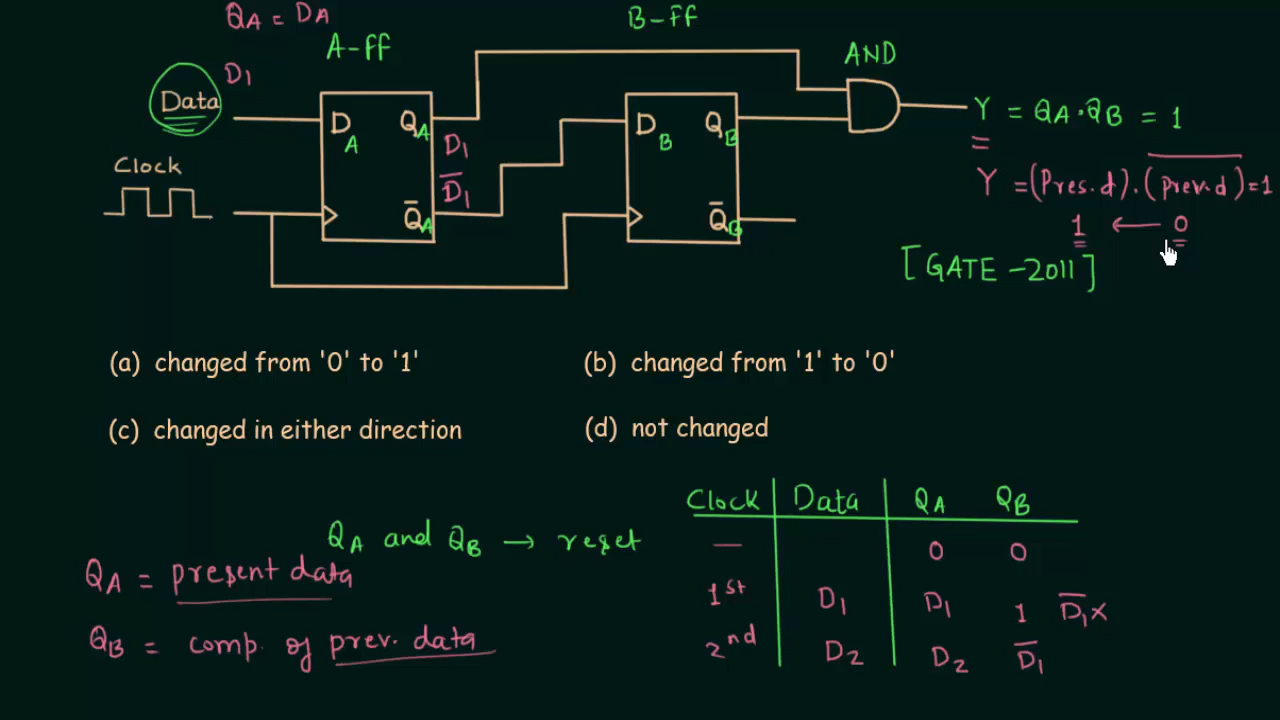 QA = DA
B-ff
A-ff
AND
Data D1
D QA
A
D QB
B
Y = QA·QB = 1
D1
D̅1
Clock
Q̅A
Q̅B
Y = (Pres.d).(p̅r̅e̅v̅.̅d̅)=1
1 ← 0
[GATE -2011]
(a) changed from '0' to '1'
(b) changed from '1' to '0'
(c) changed in either direction
(d) not changed
QA and QB → reset
QA = present data
QB = comp. of prev. data
Clock Data QA QB
— 0 0
1st D1 D1 1 D̅1×
2nd D2 D2 D̅1